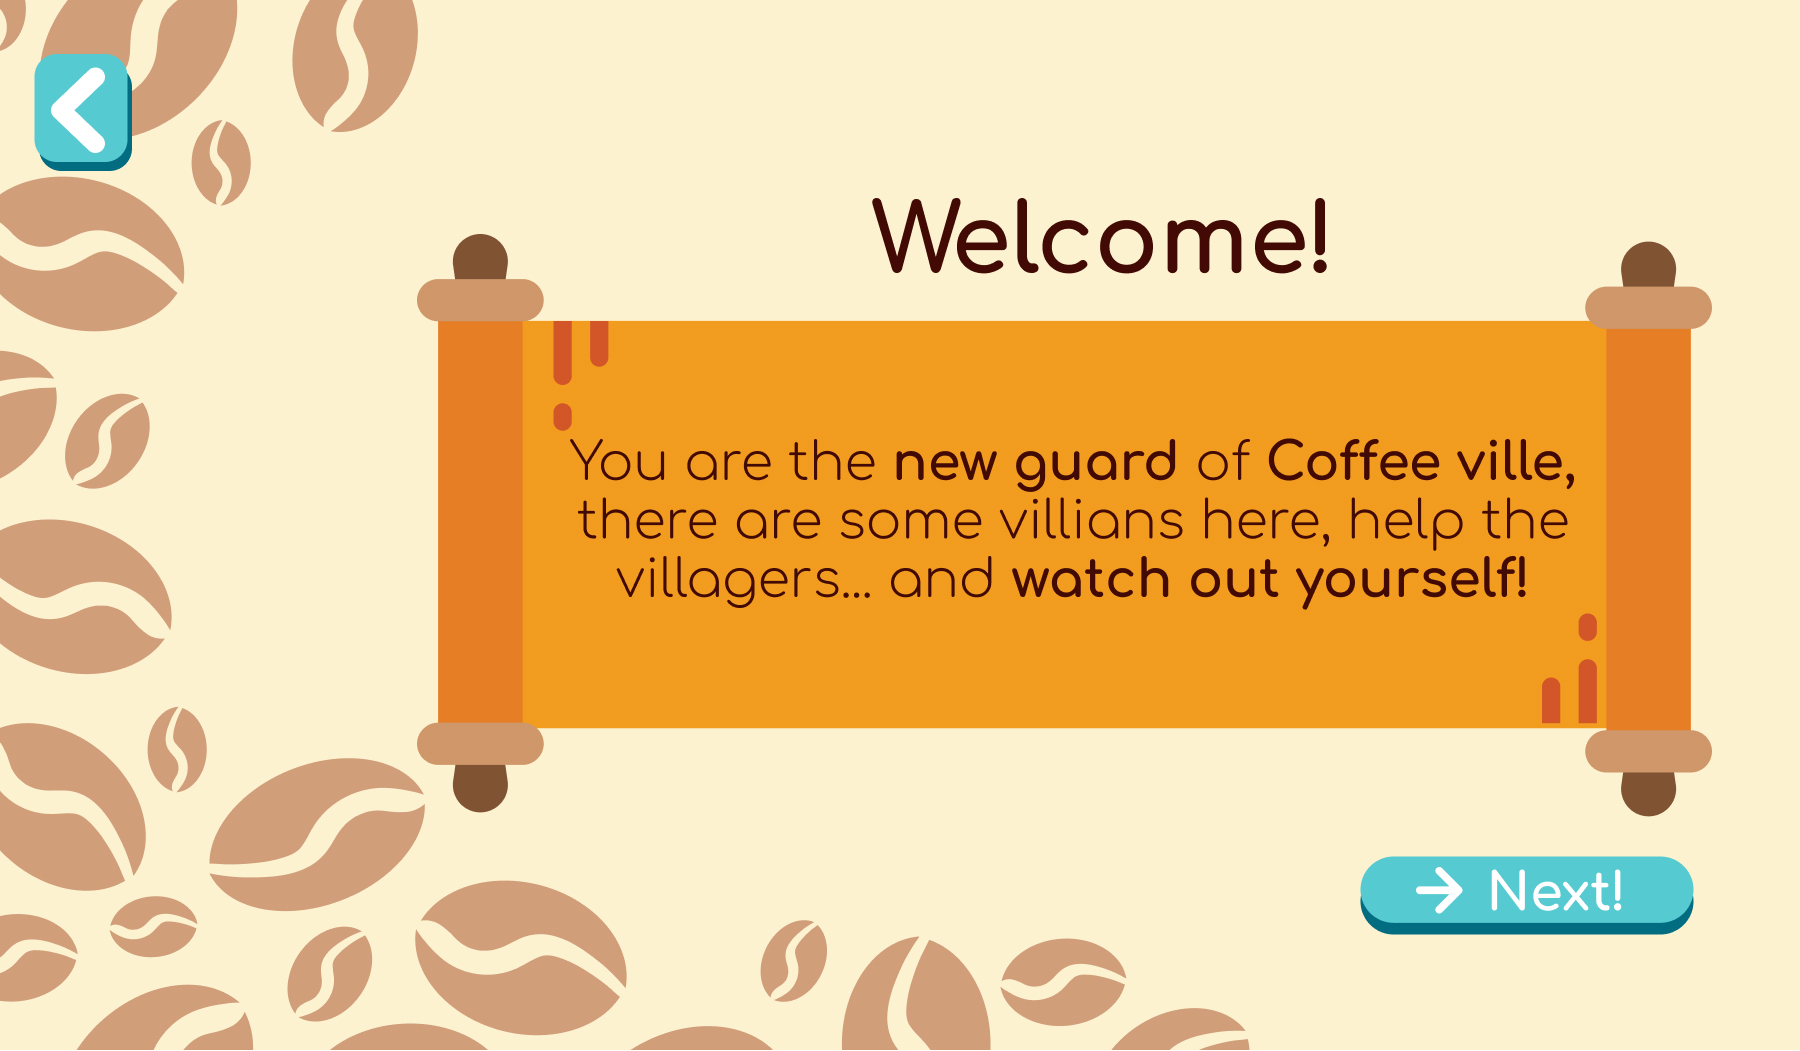 Welcome!
You are the new guard of Coffee ville,
there are some villians here, help the
villagers... and watch out yourself!
Next!